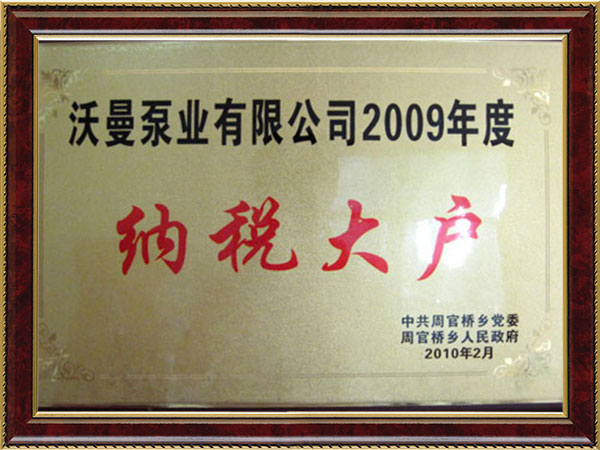 沃曼泵业有限公司2009年度
纳税大户
中共周官桥乡党委
周官桥乡人民政府
2010年2月